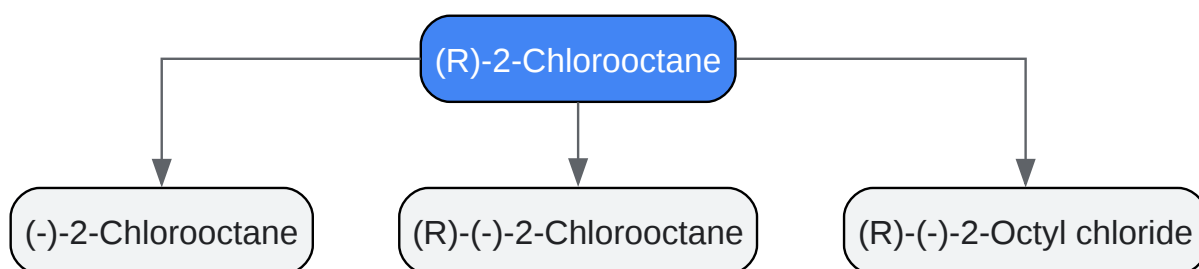 (R)-2-Chlorooctane
(-)-2-Chlorooctane
(R)-(-)-2-Chlorooctane
(R)-(-)-2-Octyl chloride